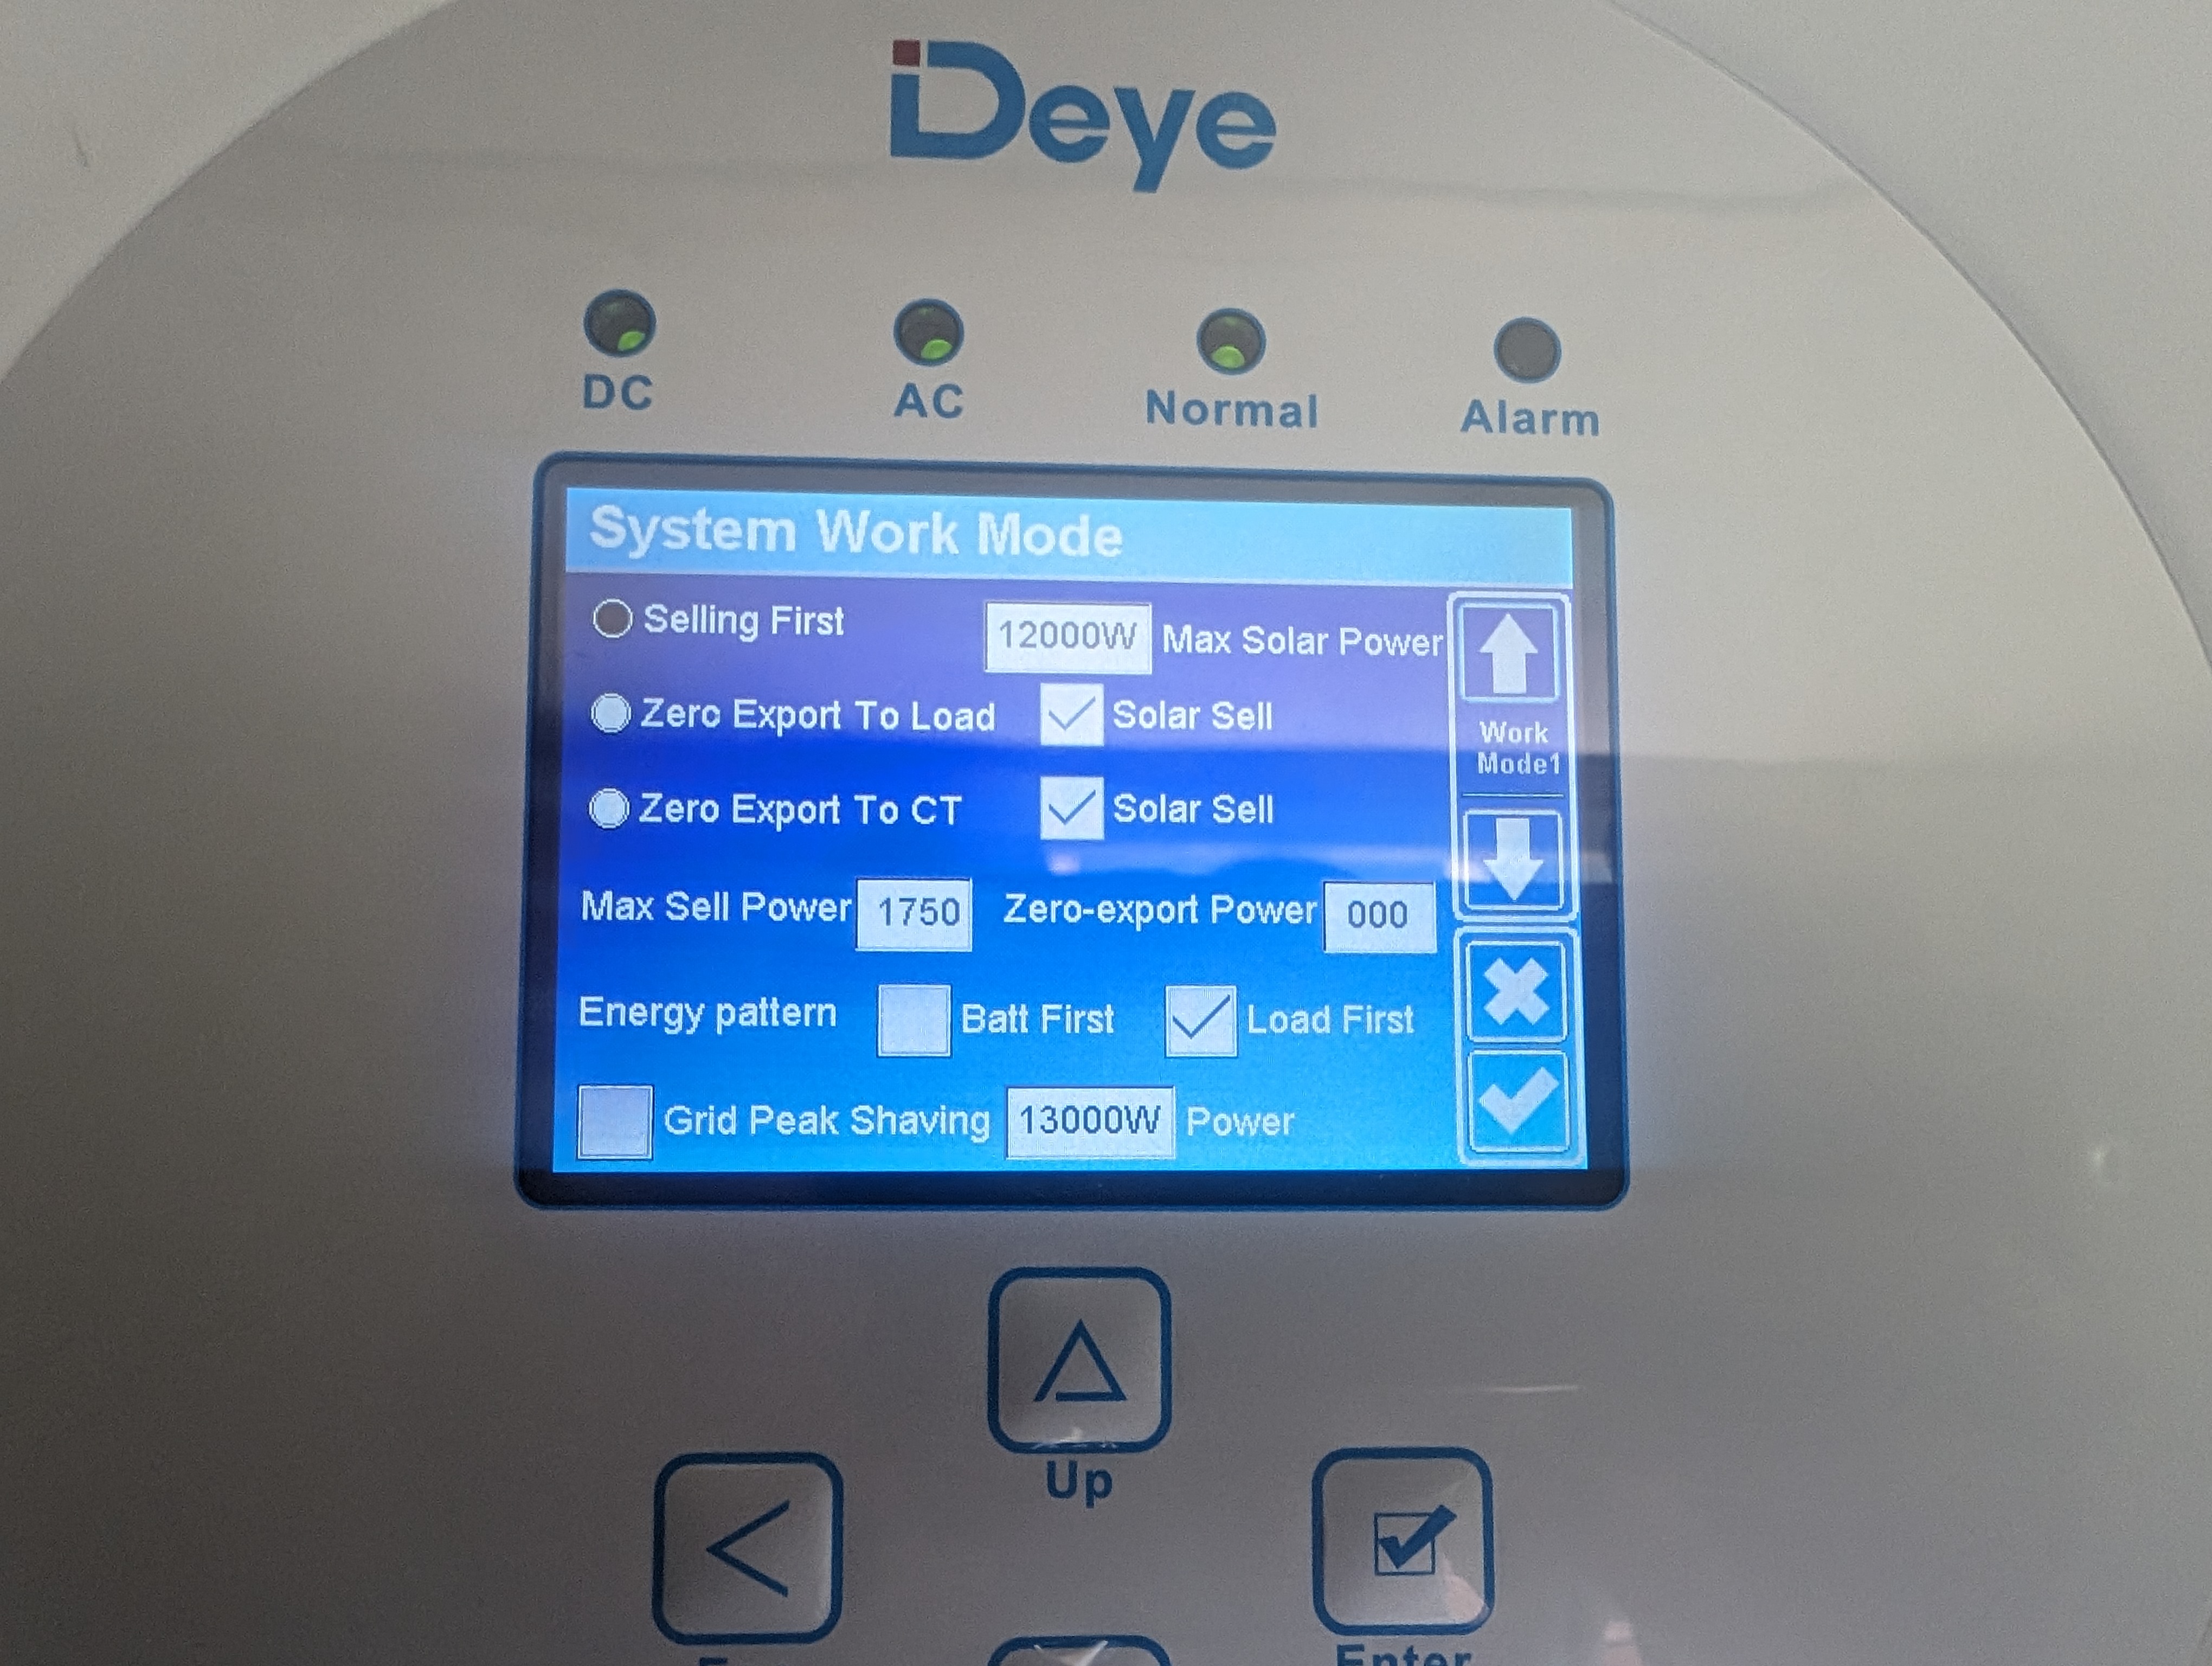 Deye
DC AC Normal Alarm
System Work Mode
Selling First 12000W Max Solar Power
Zero Export To Load Solar Sell
Work
Mode1
Zero Export To CT Solar Sell
Max Sell Power 1750 Zero-export Power 000
Energy pattern Batt First Load First
Grid Peak Shaving 13000W Power
Up
Enter